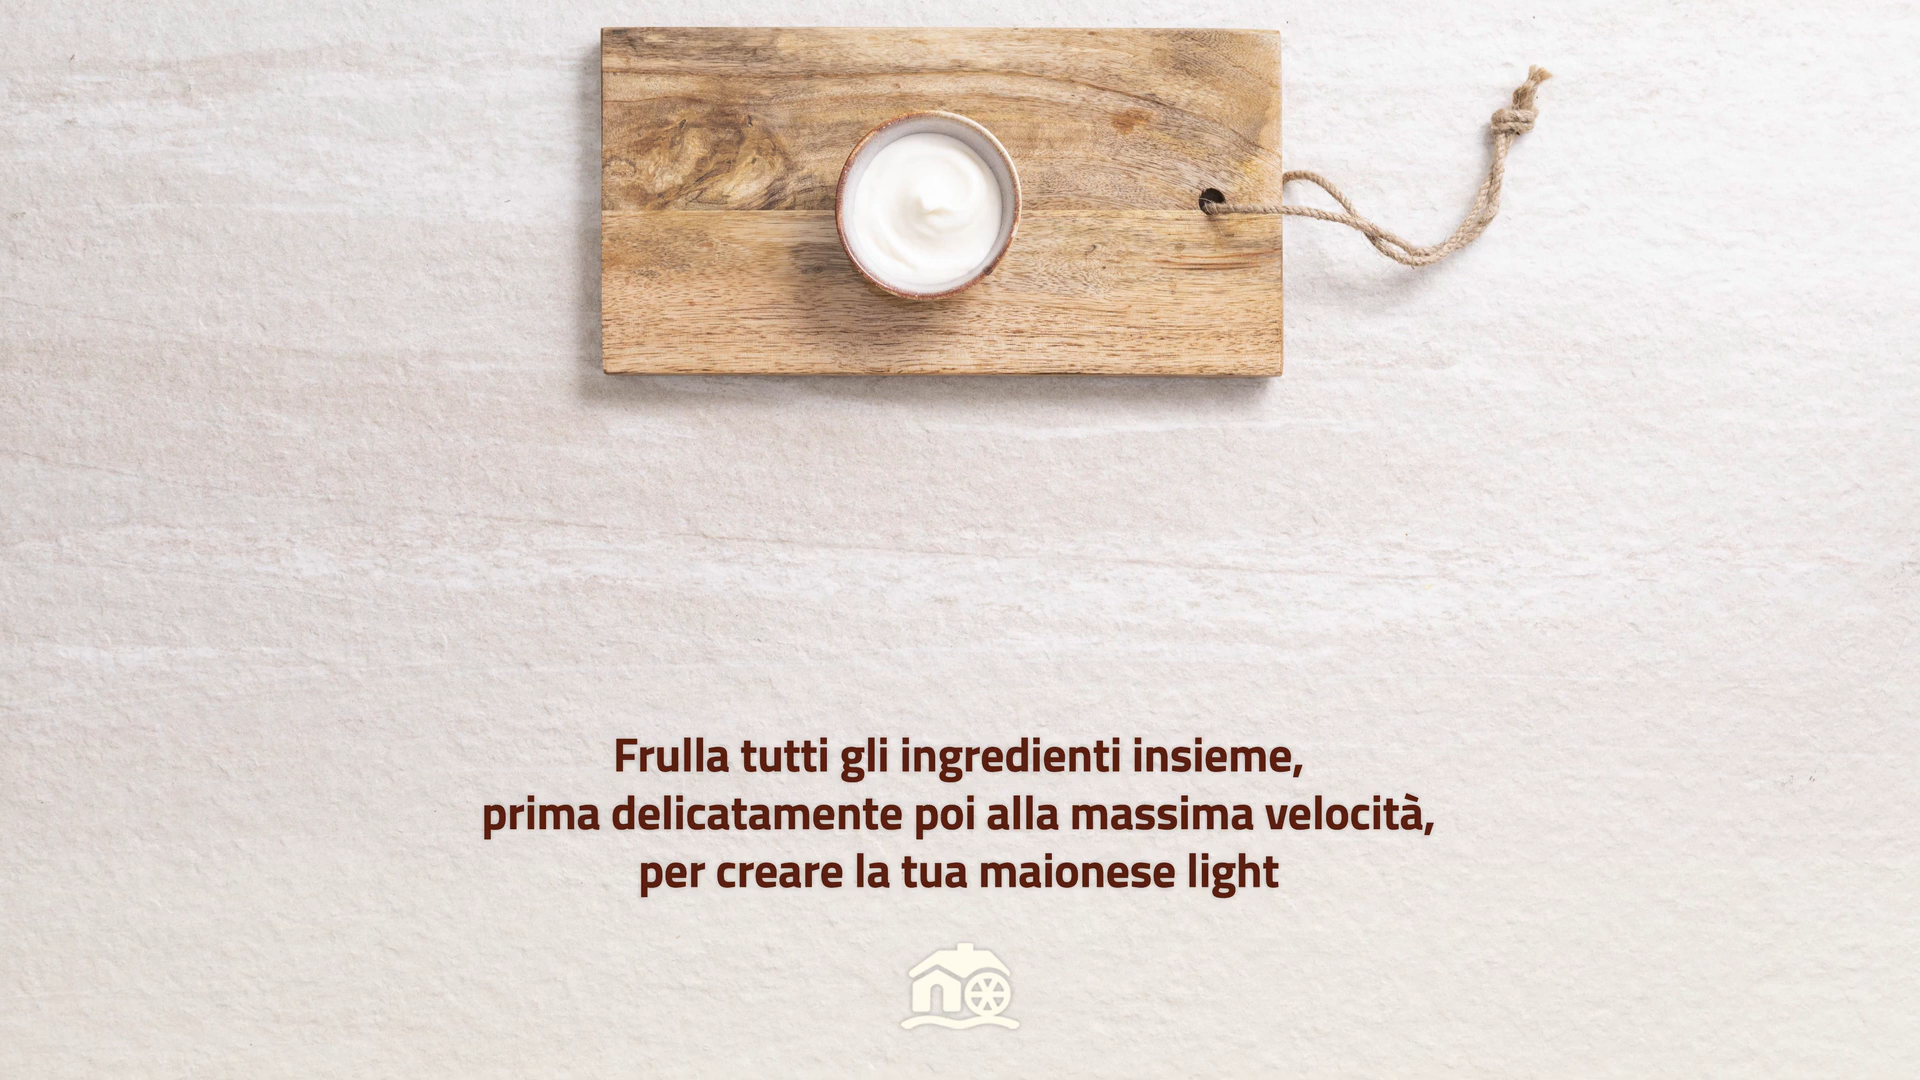 Frulla tutti gli ingredienti insieme,
prima delicatamente poi alla massima velocità,
per creare la tua maionese light